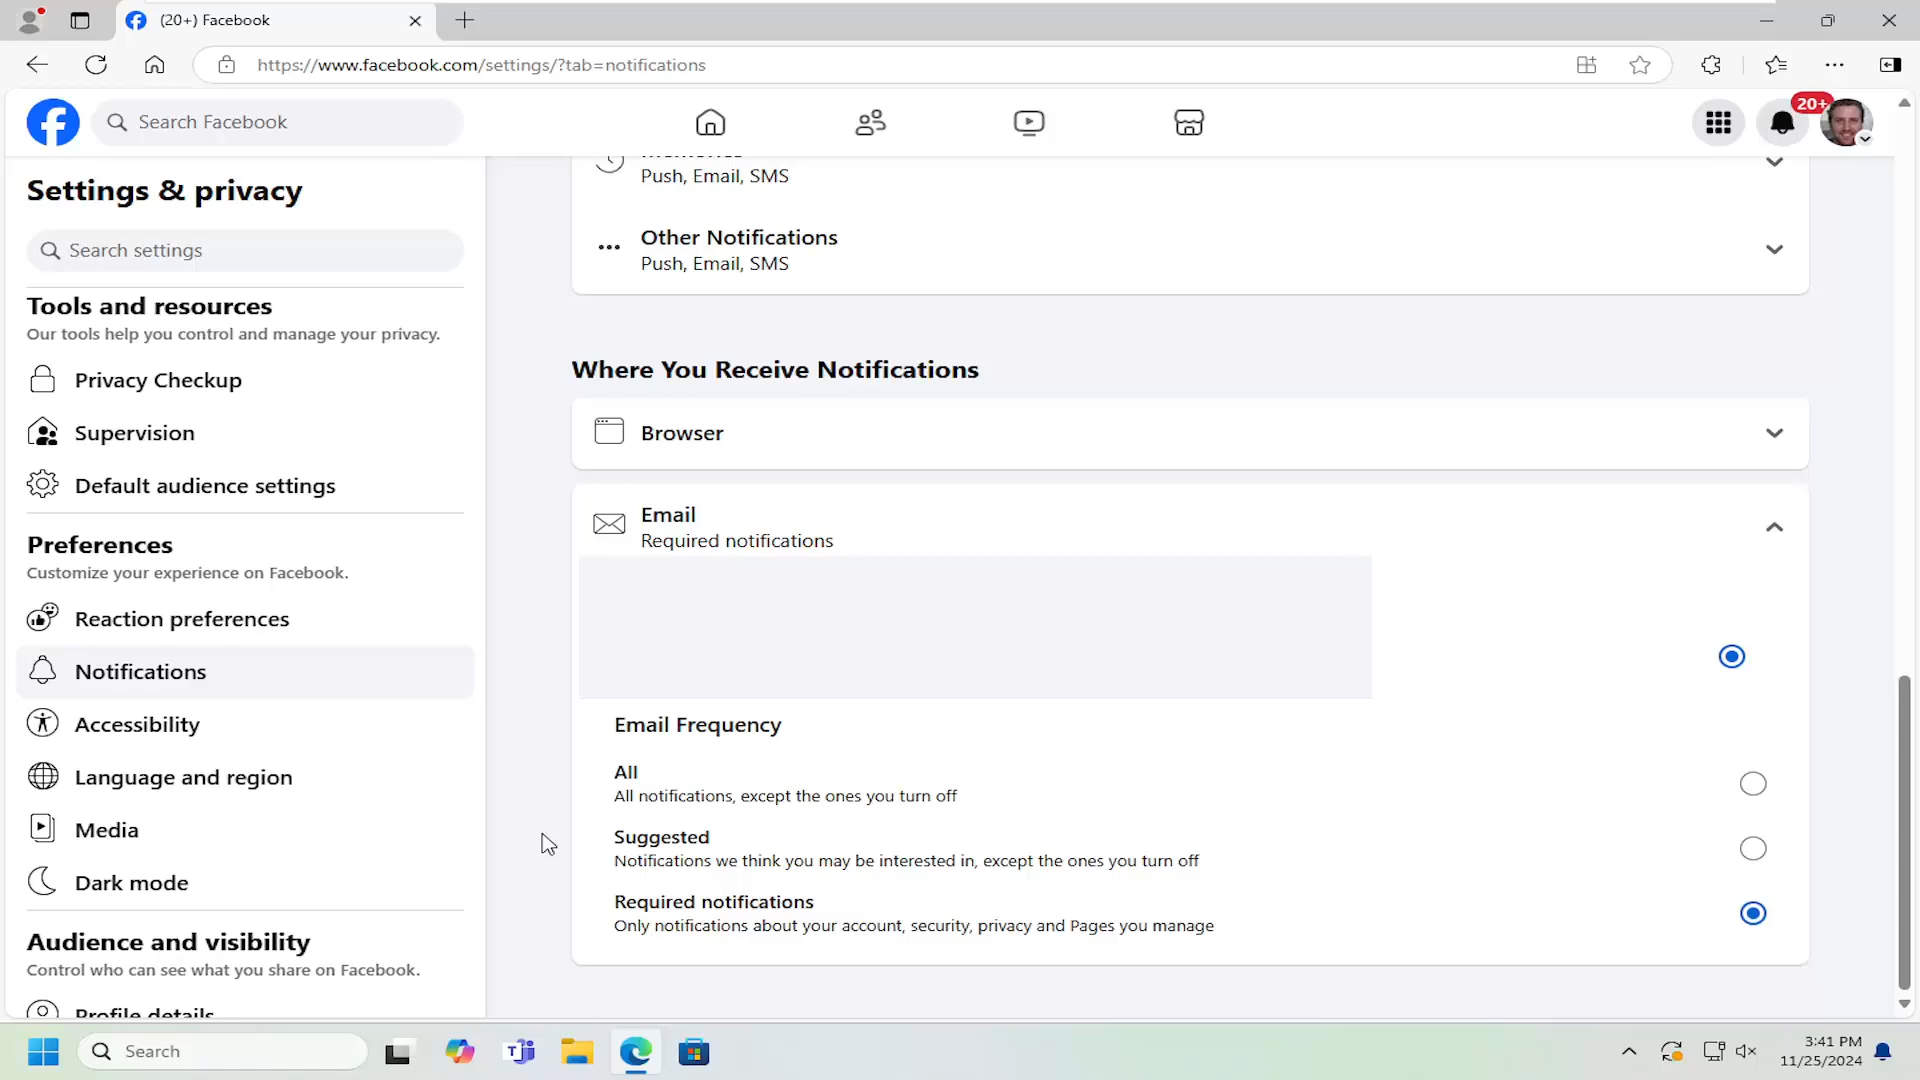 (20+) Facebook
https://www.facebook.com/settings/?tab=notifications
Search Facebook
20+
Settings & privacy
Search settings
Tools and resources
Our tools help you control and manage your privacy.
Privacy Checkup
Supervision
Default audience settings
Preferences
Customize your experience on Facebook.
Reaction preferences
Notifications
Accessibility
Language and region
Media
Dark mode
Audience and visibility
Control who can see what you share on Facebook.
Profile details
Push, Email, SMS
Other Notifications
Push, Email, SMS
Where You Receive Notifications
Browser
Email
Required notifications
Email Frequency
All
All notifications, except the ones you turn off
Suggested
Notifications we think you may be interested in, except the ones you turn off
Required notifications
Only notifications about your account, security, privacy and Pages you manage
Search
3:41 PM
11/25/2024